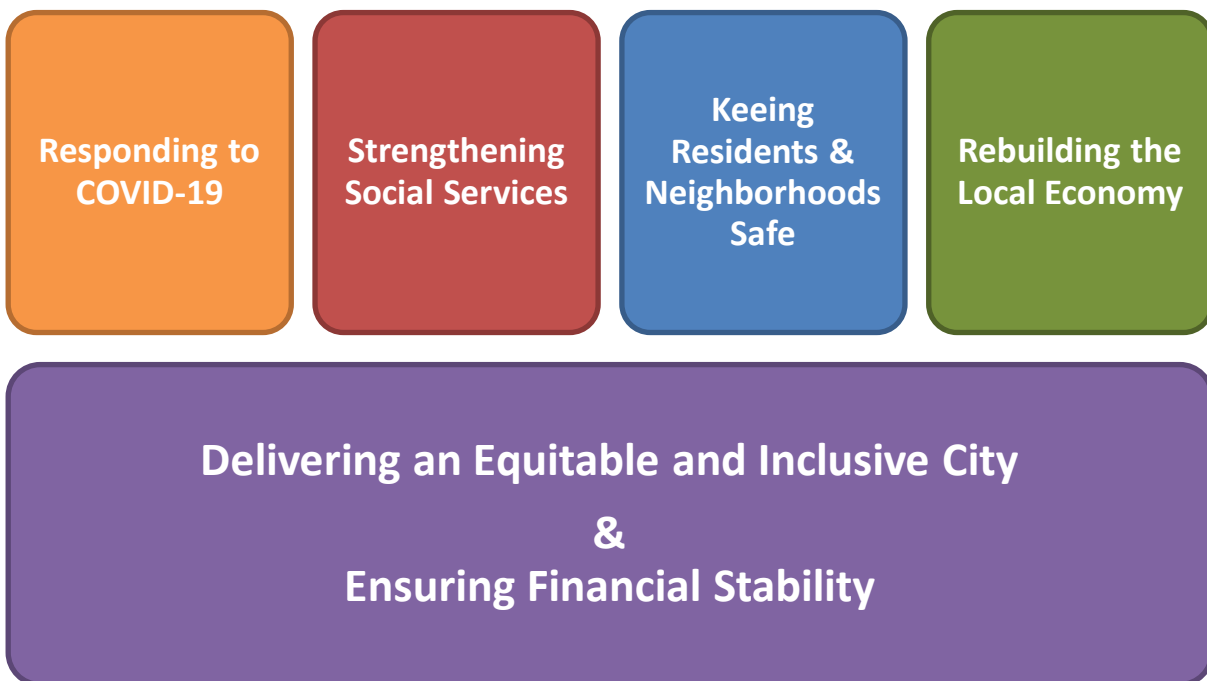 Responding to
COVID-19
Strengthening
Social Services
Keeing
Residents &
Neighborhoods
Safe
Rebuilding the
Local Economy
Delivering an Equitable and Inclusive City
&
Ensuring Financial Stability